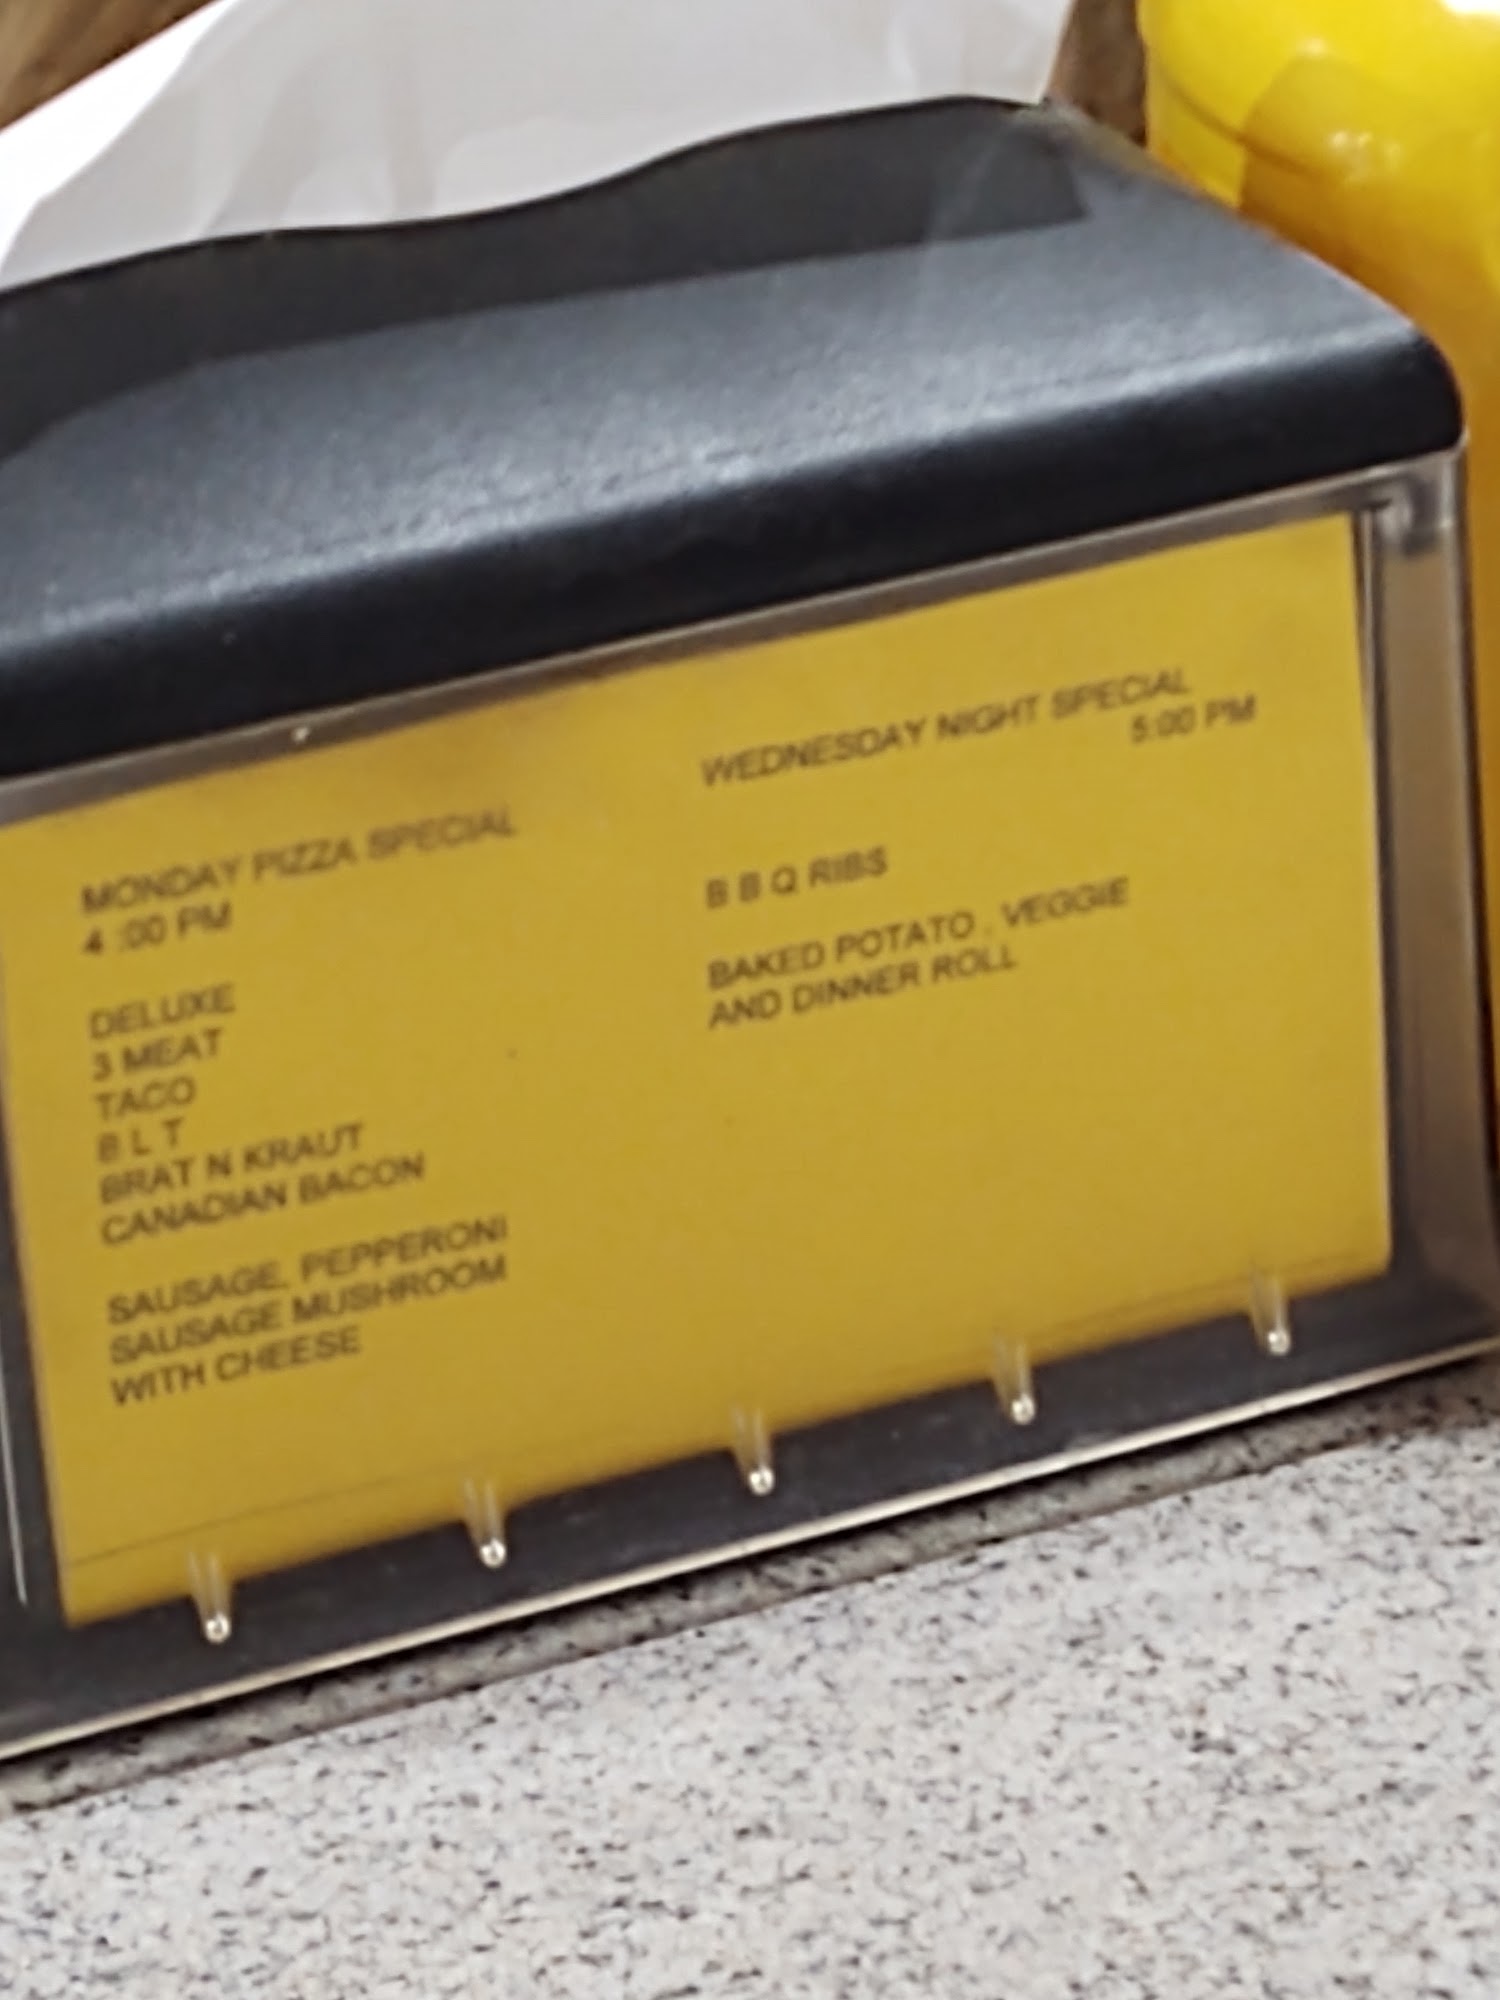 MONDAY PIZZA SPECIAL
4 :00 PM
DELUXE
3 MEAT
TACO
B L T
BRAT N KRAUT
CANADIAN BACON
SAUSAGE, PEPPERONI
SAUSAGE MUSHROOM
WITH CHEESE
WEDNESDAY NIGHT SPECIAL
5:00 PM
B B Q RIBS
BAKED POTATO , VEGGIE
AND DINNER ROLL